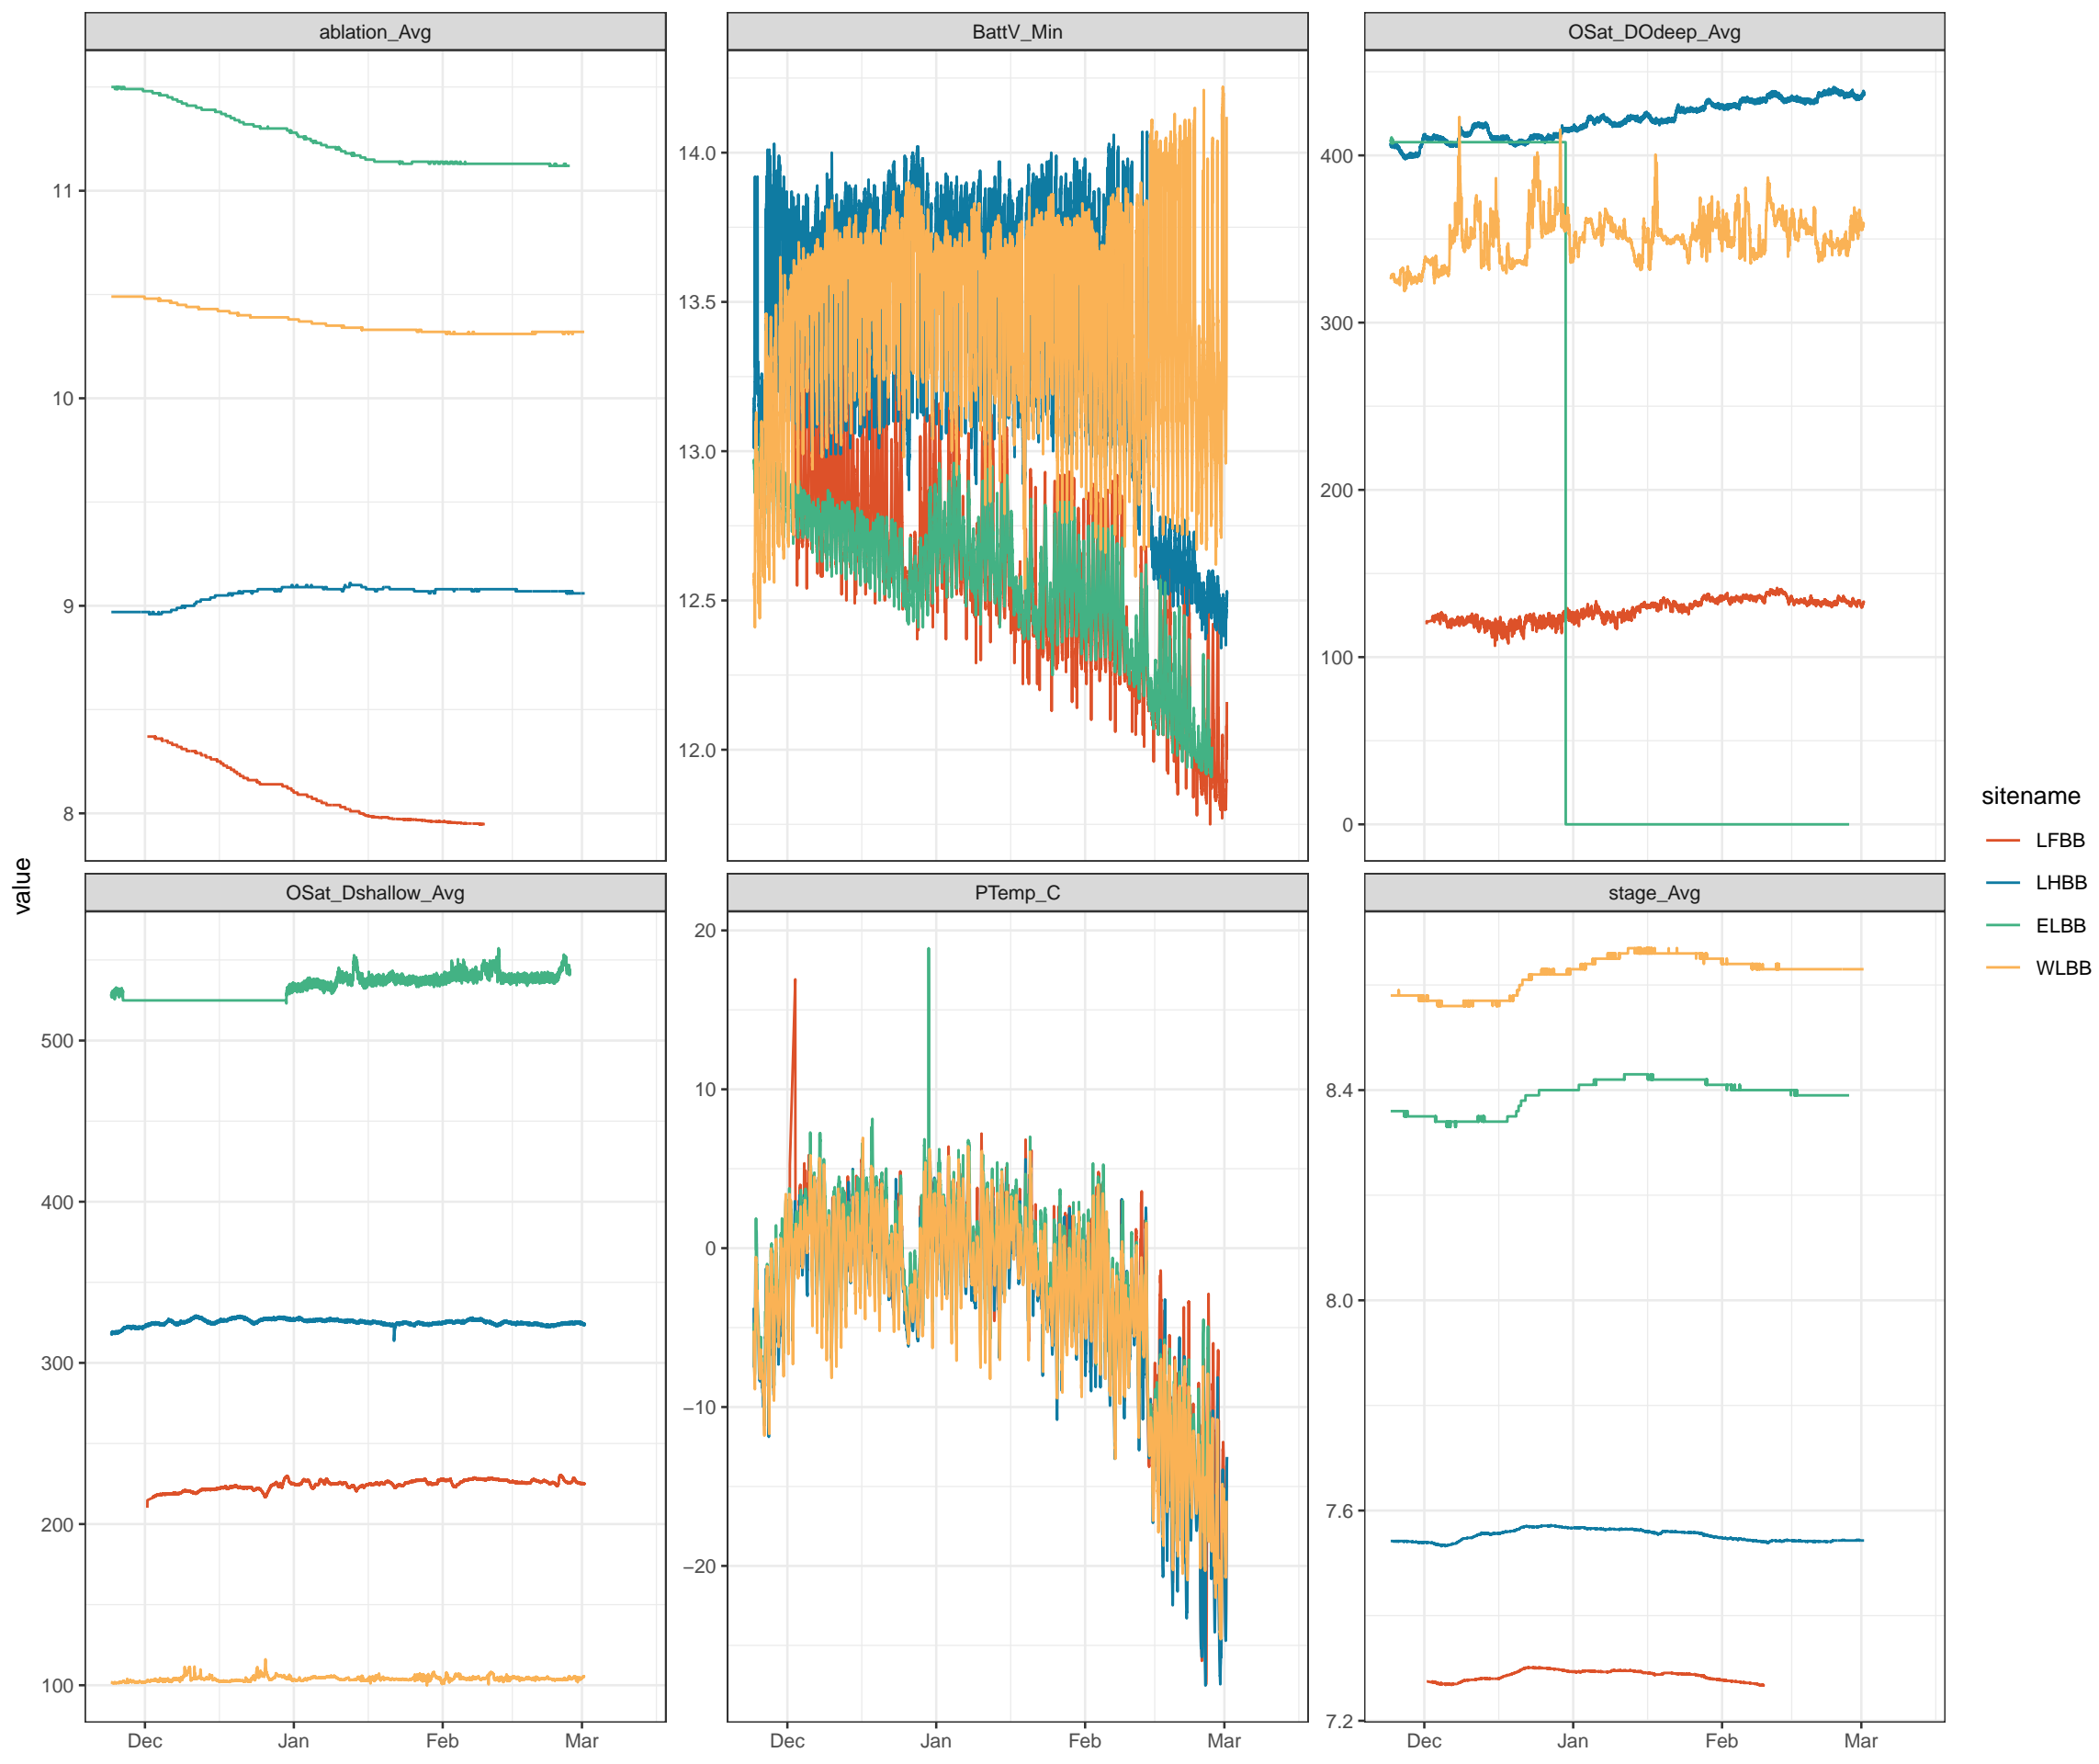 ablation_Avg
BattV_Min
OSat_DOdeep_Avg
11
10
9
8
14.0
13.5
13.0
12.5
12.0
400
300
200
100
0
value
OSat_Dshallow_Avg
PTemp_C
stage_Avg
500
400
300
200
100
20
10
0
−10
−20
8.4
8.0
7.6
7.2
Dec Jan Feb Mar
Dec Jan Feb Mar
Dec Jan Feb Mar
sitename
LFBB
LHBB
ELBB
WLBB